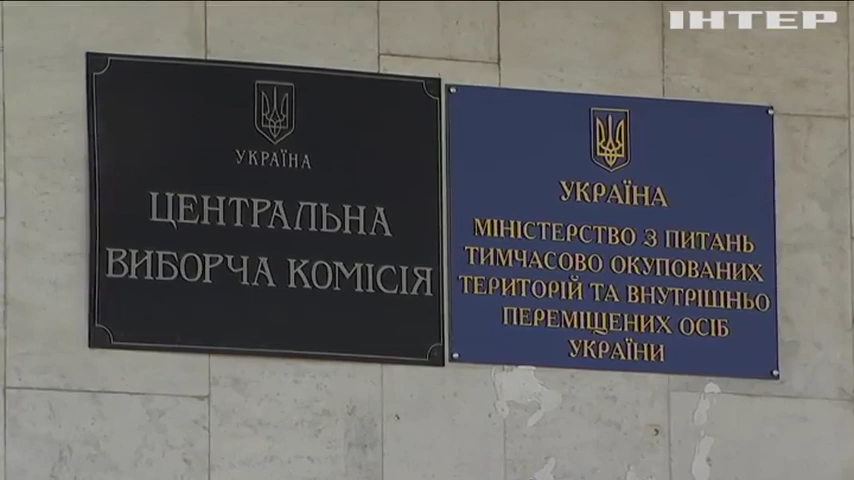 ІНТЕР
УКРАЇНА
ЦЕНТРАЛЬНА
ВИБОРЧА КОМІСІЯ
УКРАЇНА
МІНІСТЕРСТВО З ПИТАНЬ
ТИМЧАСОВО ОКУПОВАНИХ
ТЕРИТОРІЙ ТА ВНУТРІШНЬО
ПЕРЕМІЩЕНИХ ОСІБ
УКРАЇНИ